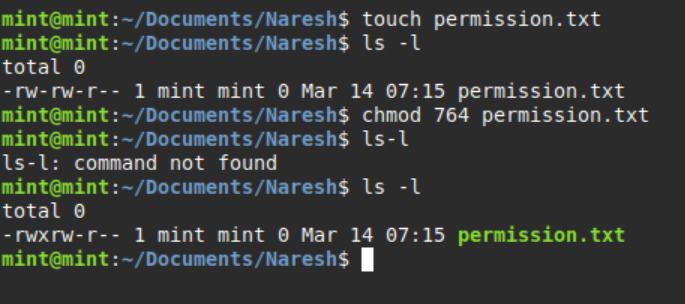 mint@mint:~/Documents/Naresh$ touch permission.txt
mint@mint:~/Documents/Naresh$ ls -l
total 0
-rw-rw-r-- 1 mint mint 0 Mar 14 07:15 permission.txt
mint@mint:~/Documents/Naresh$ chmod 764 permission.txt
mint@mint:~/Documents/Naresh$ ls-l
ls-l: command not found
mint@mint:~/Documents/Naresh$ ls -l
total 0
-rwxrw-r-- 1 mint mint 0 Mar 14 07:15 permission.txt
mint@mint:~/Documents/Naresh$